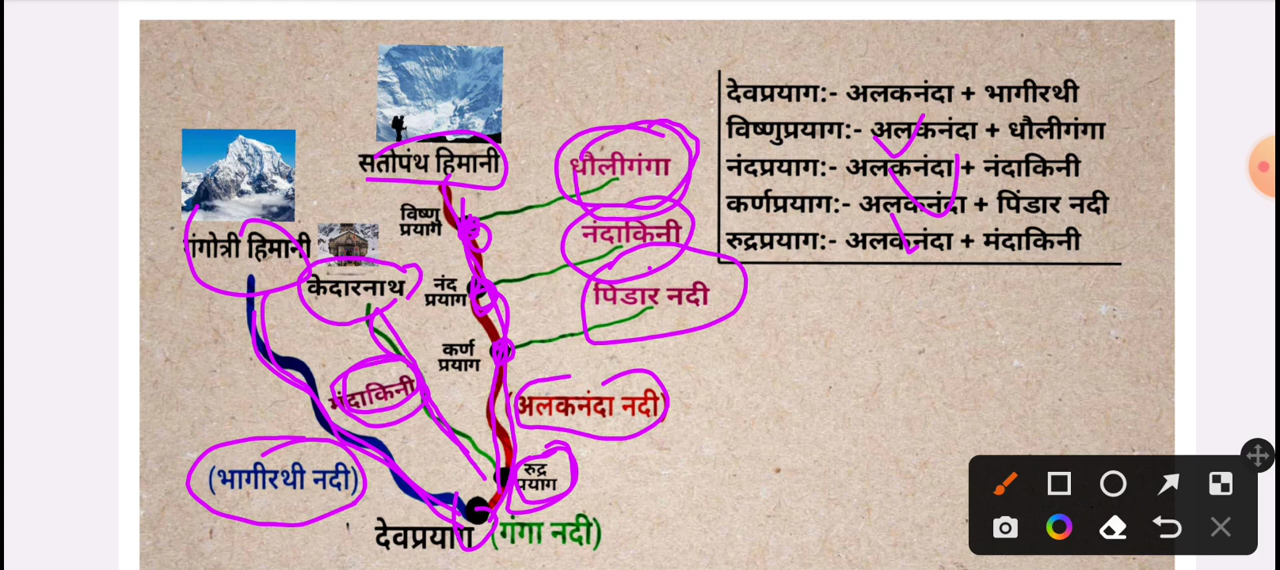 देवप्रयाग:- अलकनंदा + भागीरथी
विष्णुप्रयाग:- अलकनंदा + धौलीगंगा
नंदप्रयाग:- अलकनंदा + नंदाकिनी
कर्णप्रयाग:- अलकनंदा + पिंडार नदी
रुद्रप्रयाग:- अलकनंदा + मंदाकिनी
सतोपंथ हिमानी
धौलीगंगा
विष्णु
प्रयाग
गंगोत्री हिमानी
नंदाकिनी
केदारनाथ
नंद
प्रयाग
पिंडार नदी
कर्ण
प्रयाग
मंदाकिनी
(अलकनंदा नदी)
(भागीरथी नदी)
रुद्र
प्रयाग
देवप्रयाग (गंगा नदी)